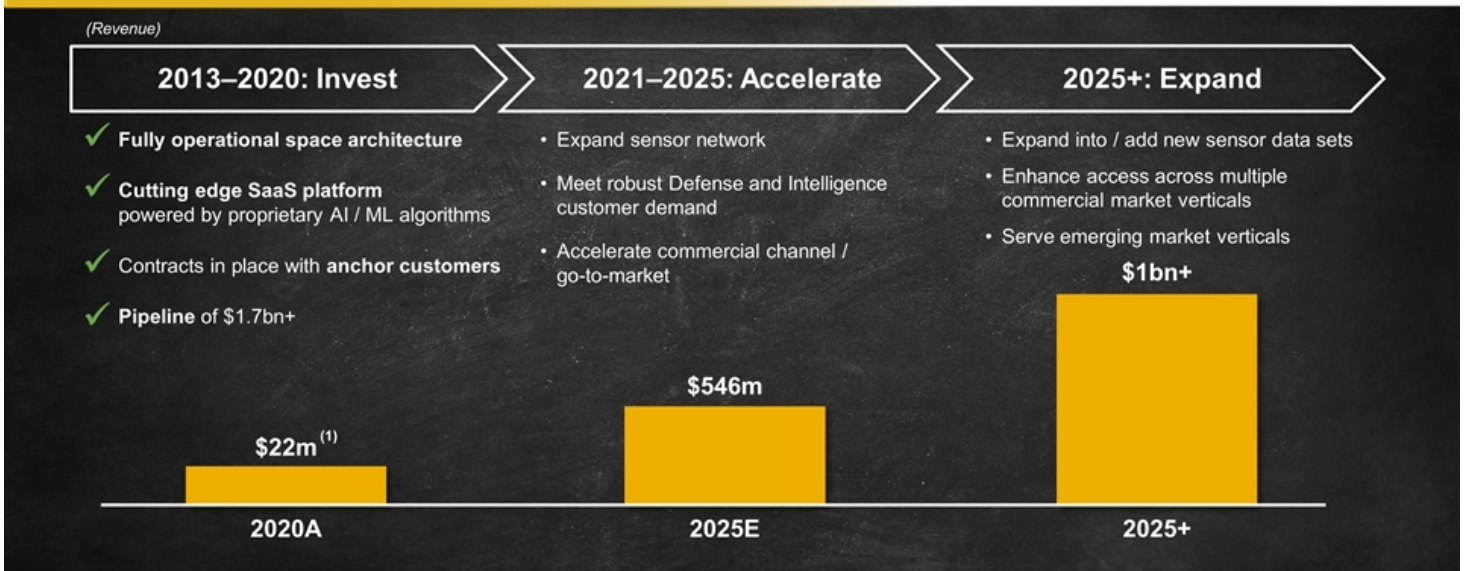 (Revenue)
2013–2020: Invest
2021–2025: Accelerate
2025+: Expand
✓ Fully operational space architecture
✓ Cutting edge SaaS platform
powered by proprietary AI / ML algorithms
✓ Contracts in place with anchor customers
✓ Pipeline of $1.7bn+
• Expand sensor network
• Meet robust Defense and Intelligence
customer demand
• Accelerate commercial channel /
go-to-market
• Expand into / add new sensor data sets
• Enhance access across multiple
commercial market verticals
• Serve emerging market verticals
$22m(1)
$546m
$1bn+
2020A
2025E
2025+